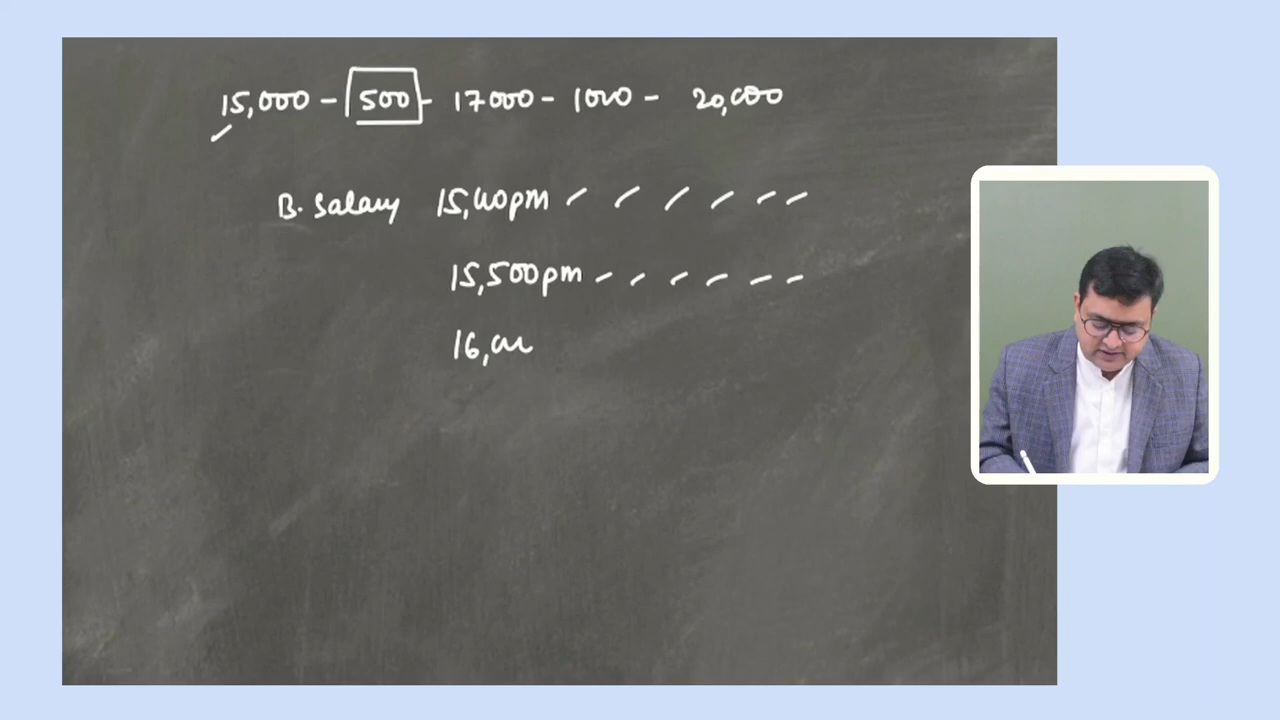 15,000 - 500 - 17000 - 1000 - 20,000
B. Salary 15,000pm
15,500pm
16,000